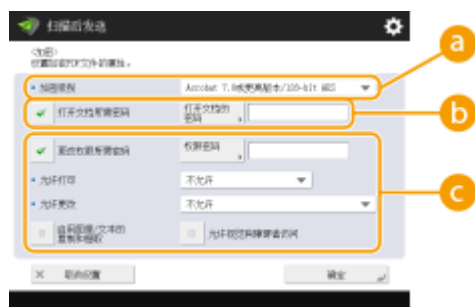 扫描后发送
<加密>
设置加密PDF文件的属性。
加密级别
Acrobat 7.0或更高版本/128-bit AES
a
打开文档所需密码
打开文档的
密码
b
更改权限所需密码
权限密码
允许打印
不允许
允许更改
不允许
c
启用图像/文本的
复制和提取
允许视觉有障碍者访问
取消设置
确定